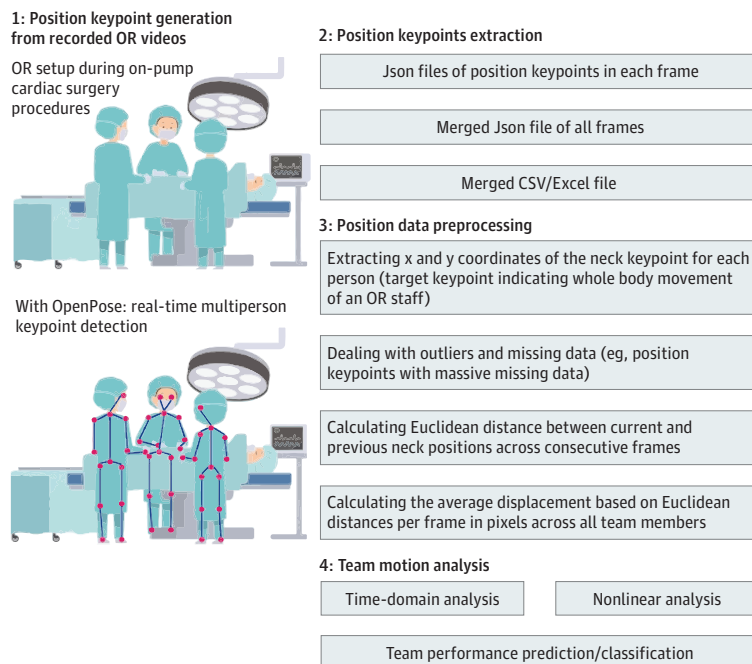 1: Position keypoint generation
from recorded OR videos
OR setup during on-pump
cardiac surgery
procedures
With OpenPose: real-time multiperson
keypoint detection
2: Position keypoints extraction
Json files of position keypoints in each frame
Merged Json file of all frames
Merged CSV/Excel file
3: Position data preprocessing
Extracting x and y coordinates of the neck keypoint for each
person (target keypoint indicating whole body movement
of an OR staff)
Dealing with outliers and missing data (eg, position
keypoints with massive missing data)
Calculating Euclidean distance between current and
previous neck positions across consecutive frames
Calculating the average displacement based on Euclidean
distances per frame in pixels across all team members
4: Team motion analysis
Time-domain analysis
Nonlinear analysis
Team performance prediction/classification